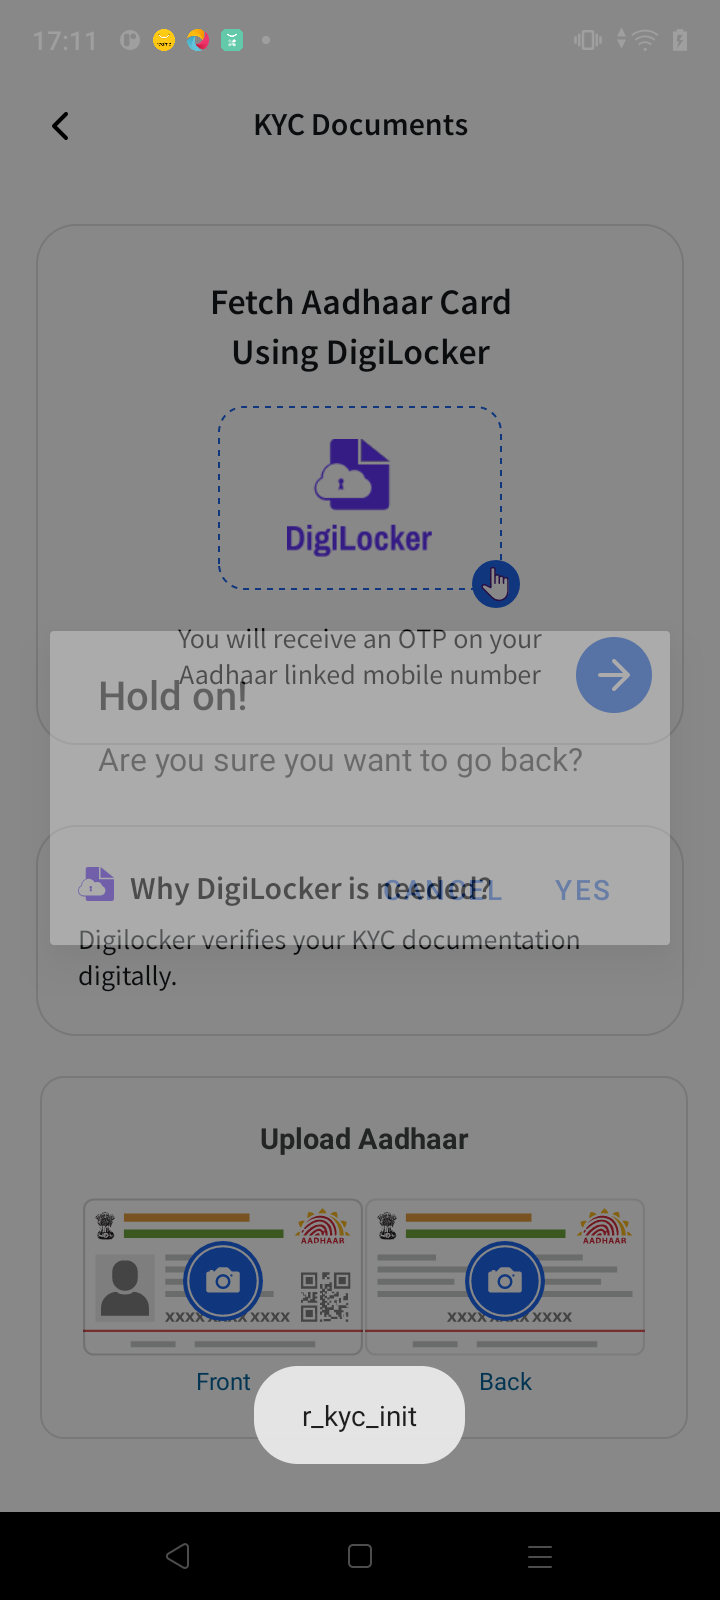 17:11
KYC Documents
Fetch Aadhaar Card
Using DigiLocker
DigiLocker
You will receive an OTP on your
Aadhaar linked mobile number
Hold on!
Are you sure you want to go back?
Why DigiLocker is needed?
CANCEL YES
Digilocker verifies your KYC documentation
digitally.
Upload Aadhaar
AADHAAR
AADHAAR
XXXX XXXX XXXX
XXXX XXXX XXXX
Front
Back
r_kyc_init